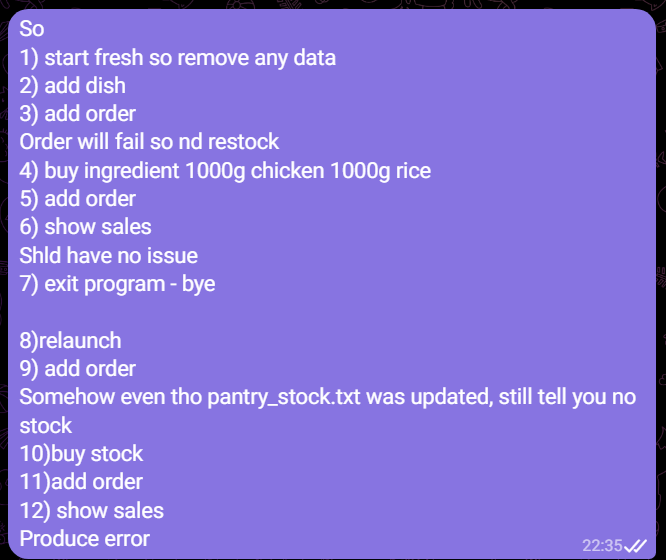 So
1) start fresh so remove any data
2) add dish
3) add order
Order will fail so nd restock
4) buy ingredient 1000g chicken 1000g rice
5) add order
6) show sales
Shld have no issue
7) exit program - bye

8)relaunch
9) add order
Somehow even tho pantry_stock.txt was updated, still tell you no
stock
10)buy stock
11)add order
12) show sales
Produce error
22:35